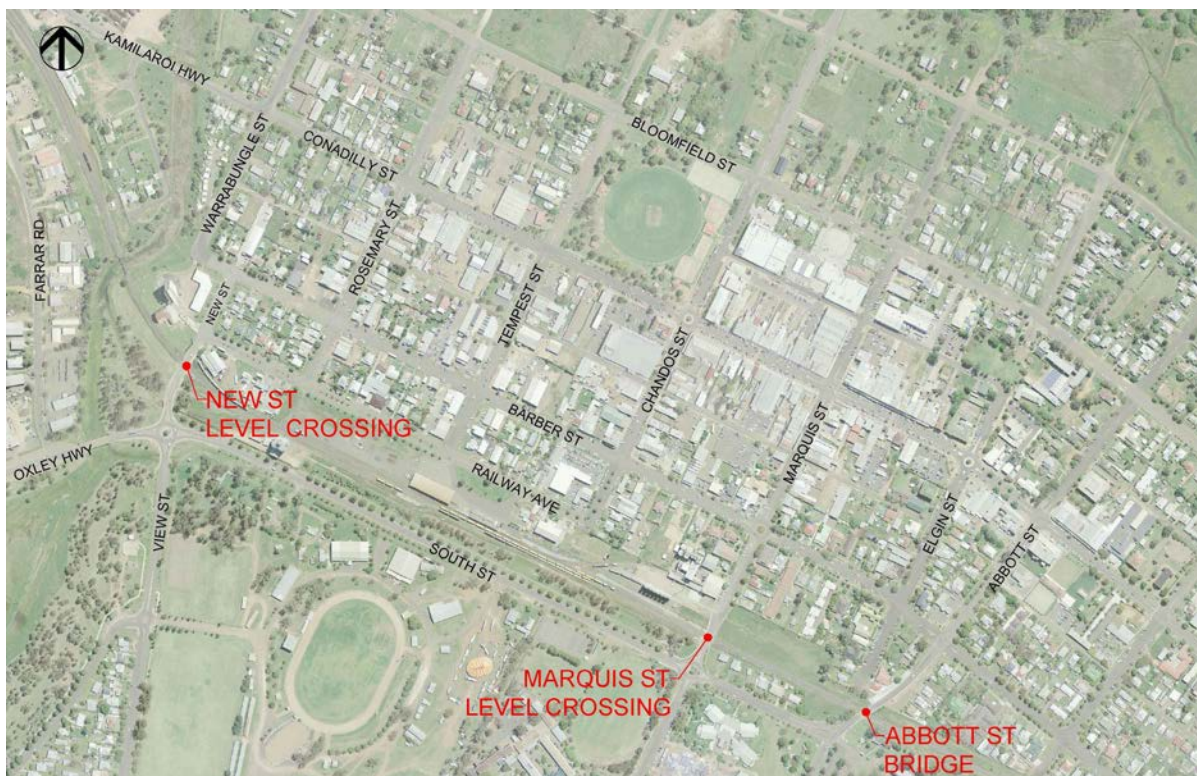 KAMILAROI HWY
CONADILLY ST
BLOOMFIELD ST
WARRABUNGLE ST
ROSEMARY ST
FARRAR RD
NEW ST
TEMPEST ST
CHANDOS ST
NEW ST
LEVEL CROSSING
BARBER ST
MARQUIS ST
OXLEY HWY
RAILWAY AVE
VIEW ST
SOUTH ST
ELGIN ST
ABBOTT ST
MARQUIS ST
LEVEL CROSSING
ABBOTT ST
BRIDGE